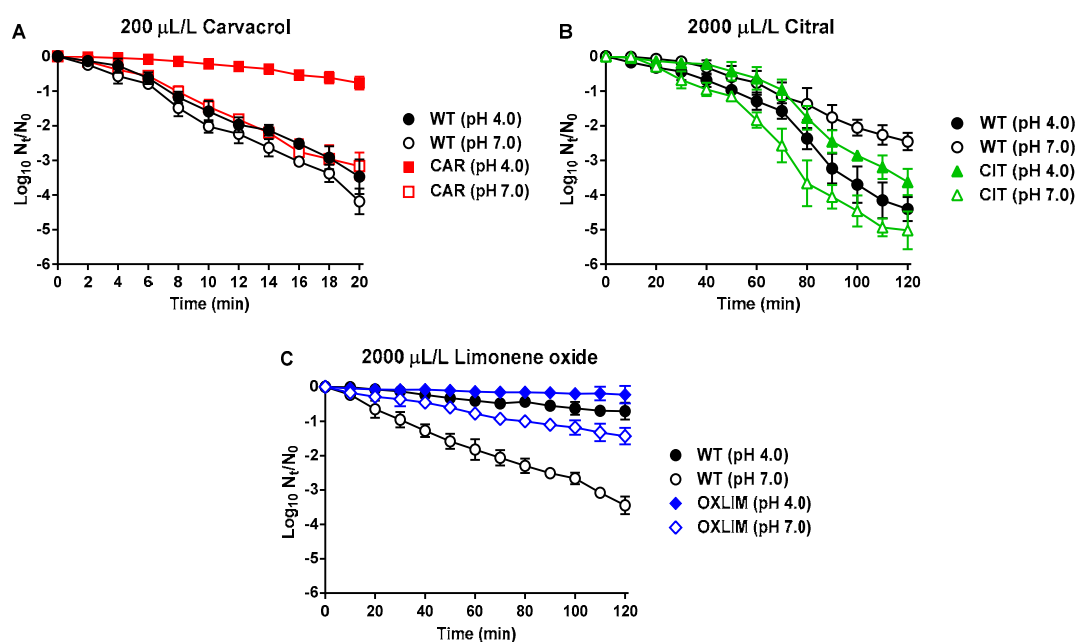 A
200 μL/L Carvacrol
0
-1
-2
-3
-4
-5
-6
Log₁₀ Nₜ/N₀
0 2 4 6 8 10 12 14 16 18 20
Time (min)
WT (pH 4.0)
WT (pH 7.0)
CAR (pH 4.0)
CAR (pH 7.0)
B
2000 μL/L Citral
0
-1
-2
-3
-4
-5
-6
Log₁₀ Nₜ/N₀
0 20 40 60 80 100 120
Time (min)
WT (pH 4.0)
WT (pH 7.0)
CIT (pH 4.0)
CIT (pH 7.0)
C
2000 μL/L Limonene oxide
0
-1
-2
-3
-4
-5
-6
Log₁₀ Nₜ/N₀
0 20 40 60 80 100 120
Time (min)
WT (pH 4.0)
WT (pH 7.0)
OXLIM (pH 4.0)
OXLIM (pH 7.0)